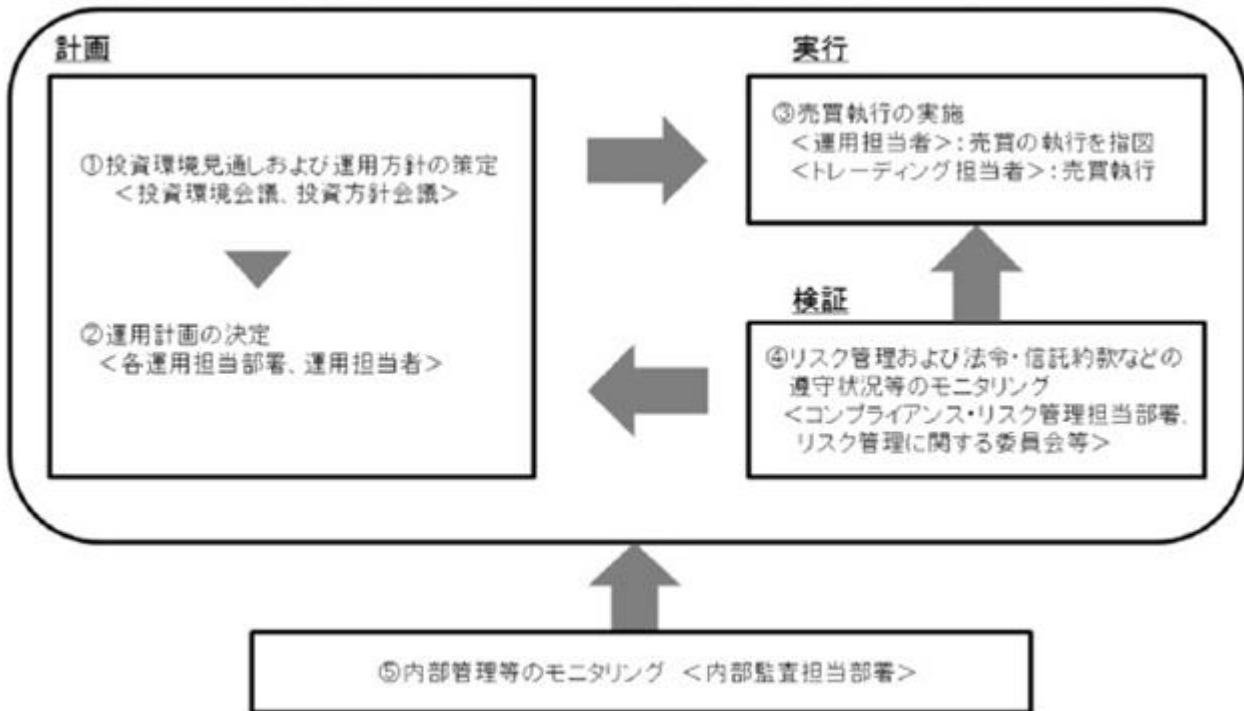 計画
①投資環境見通しおよび運用方針の策定
＜投資環境会議、投資方針会議＞
②運用計画の決定
＜各運用担当部署、運用担当者＞
実行
③売買執行の実施
＜運用担当者＞：売買の執行を指図
＜トレーディング担当者＞：売買執行
検証
④リスク管理および法令・信託約款などの
遵守状況等のモニタリング
＜コンプライアンス・リスク管理担当部署、
リスク管理に関する委員会等＞
⑤内部管理等のモニタリング ＜内部監査担当部署＞